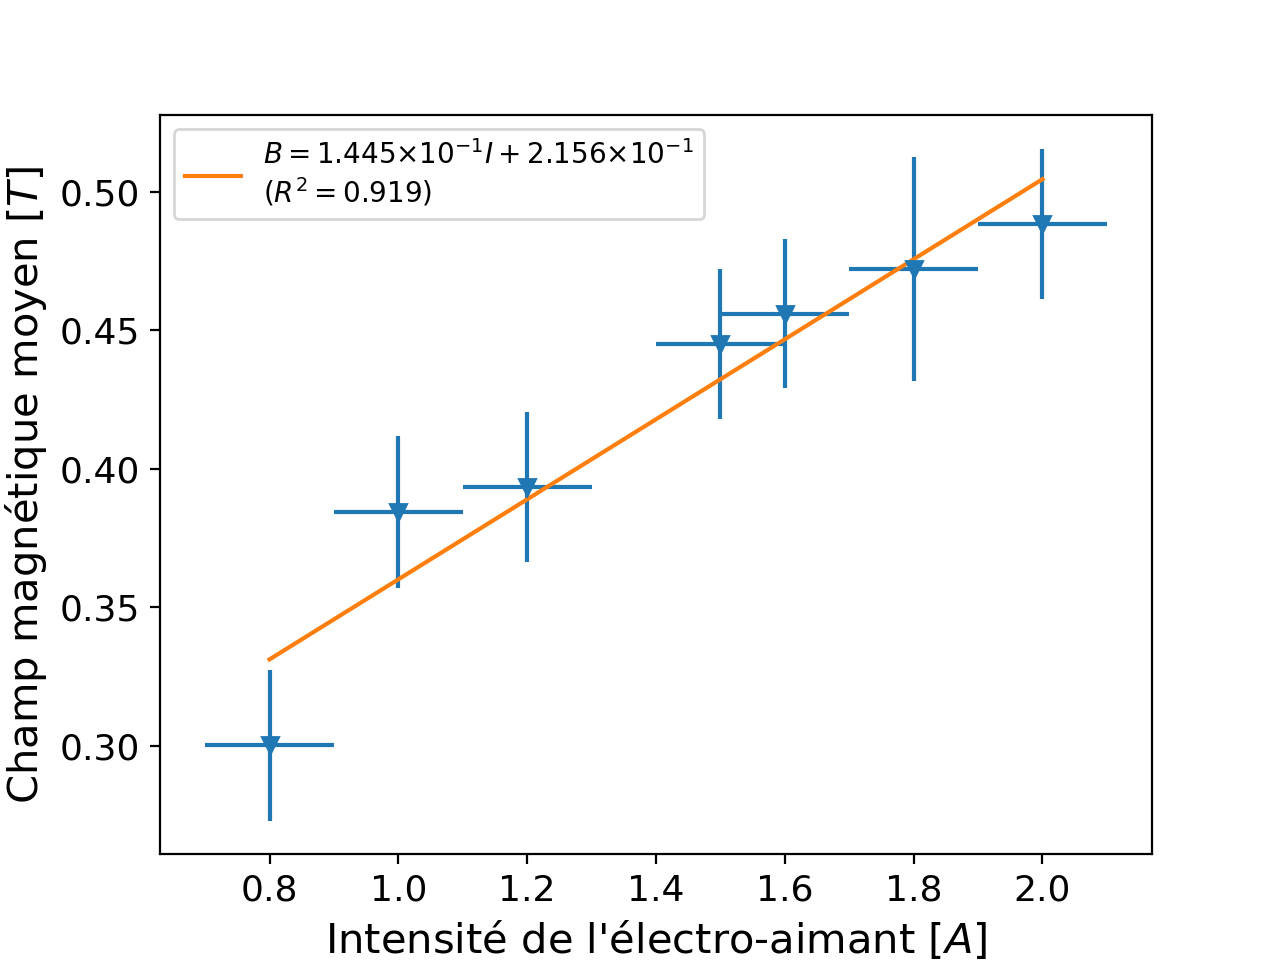 B = 1.445×10⁻¹I + 2.156×10⁻¹
(R² = 0.919)
Champ magnétique moyen [T]
0.50
0.45
0.40
0.35
0.30
0.8 1.0 1.2 1.4 1.6 1.8 2.0
Intensité de l'électro-aimant [A]